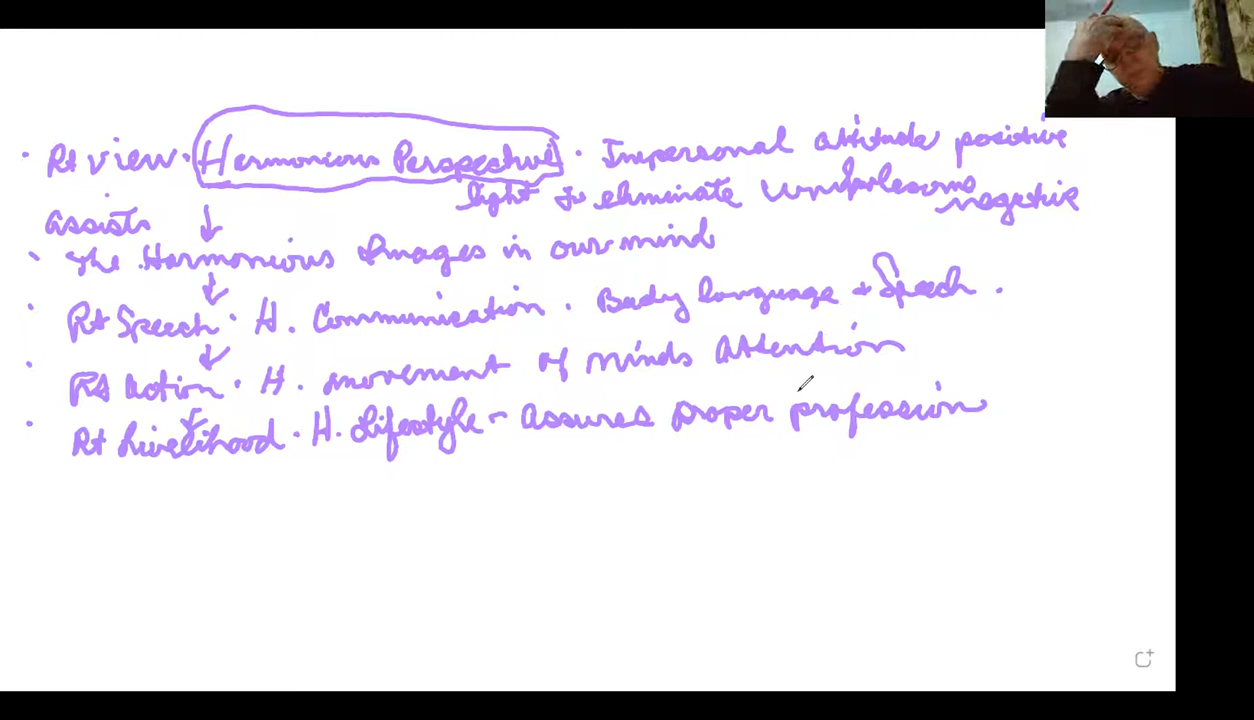 · Rt view · Harmonious Perspective · Impersonal attitude positive
light to eliminate unwholesome negative
assists
· The Harmonious Images in our mind
· Rt Speech · H. Communication . Body language & Speech .
· Rt action · H. movement of minds Attention
· Rt Livelihood · H. Lifestyle - assures proper profession